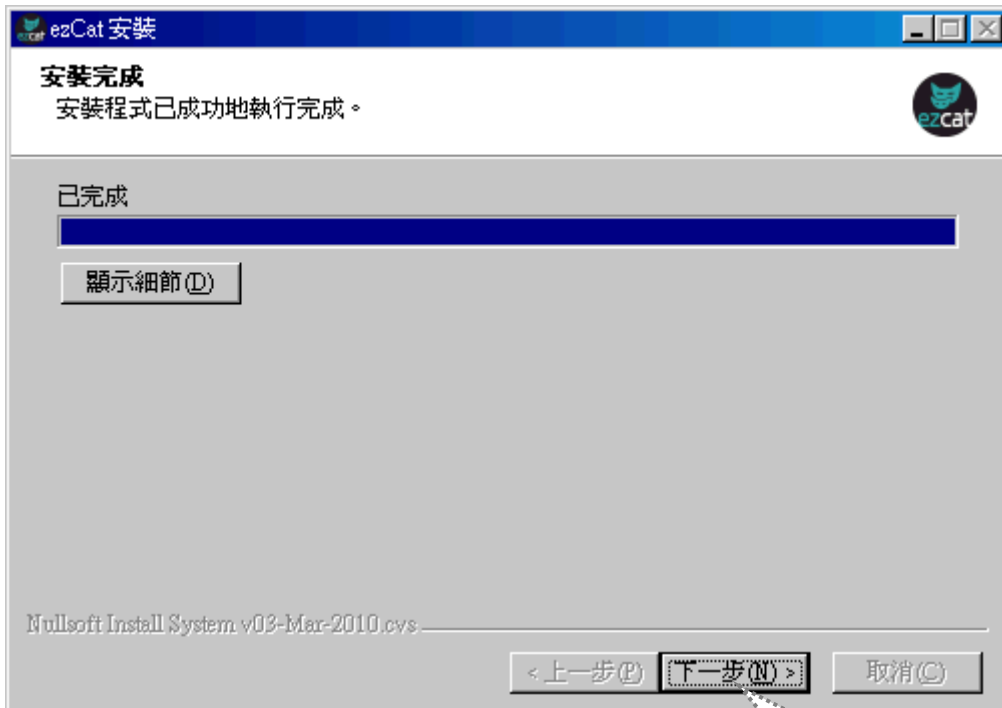 ezCat 安裝
安裝完成
安裝程式已成功地執行完成。
ezcat
已完成
顯示細節(D)
Nullsoft Install System v03-Mar-2010.cvs
< 上一步(P)
下一步(N) >
取消(C)